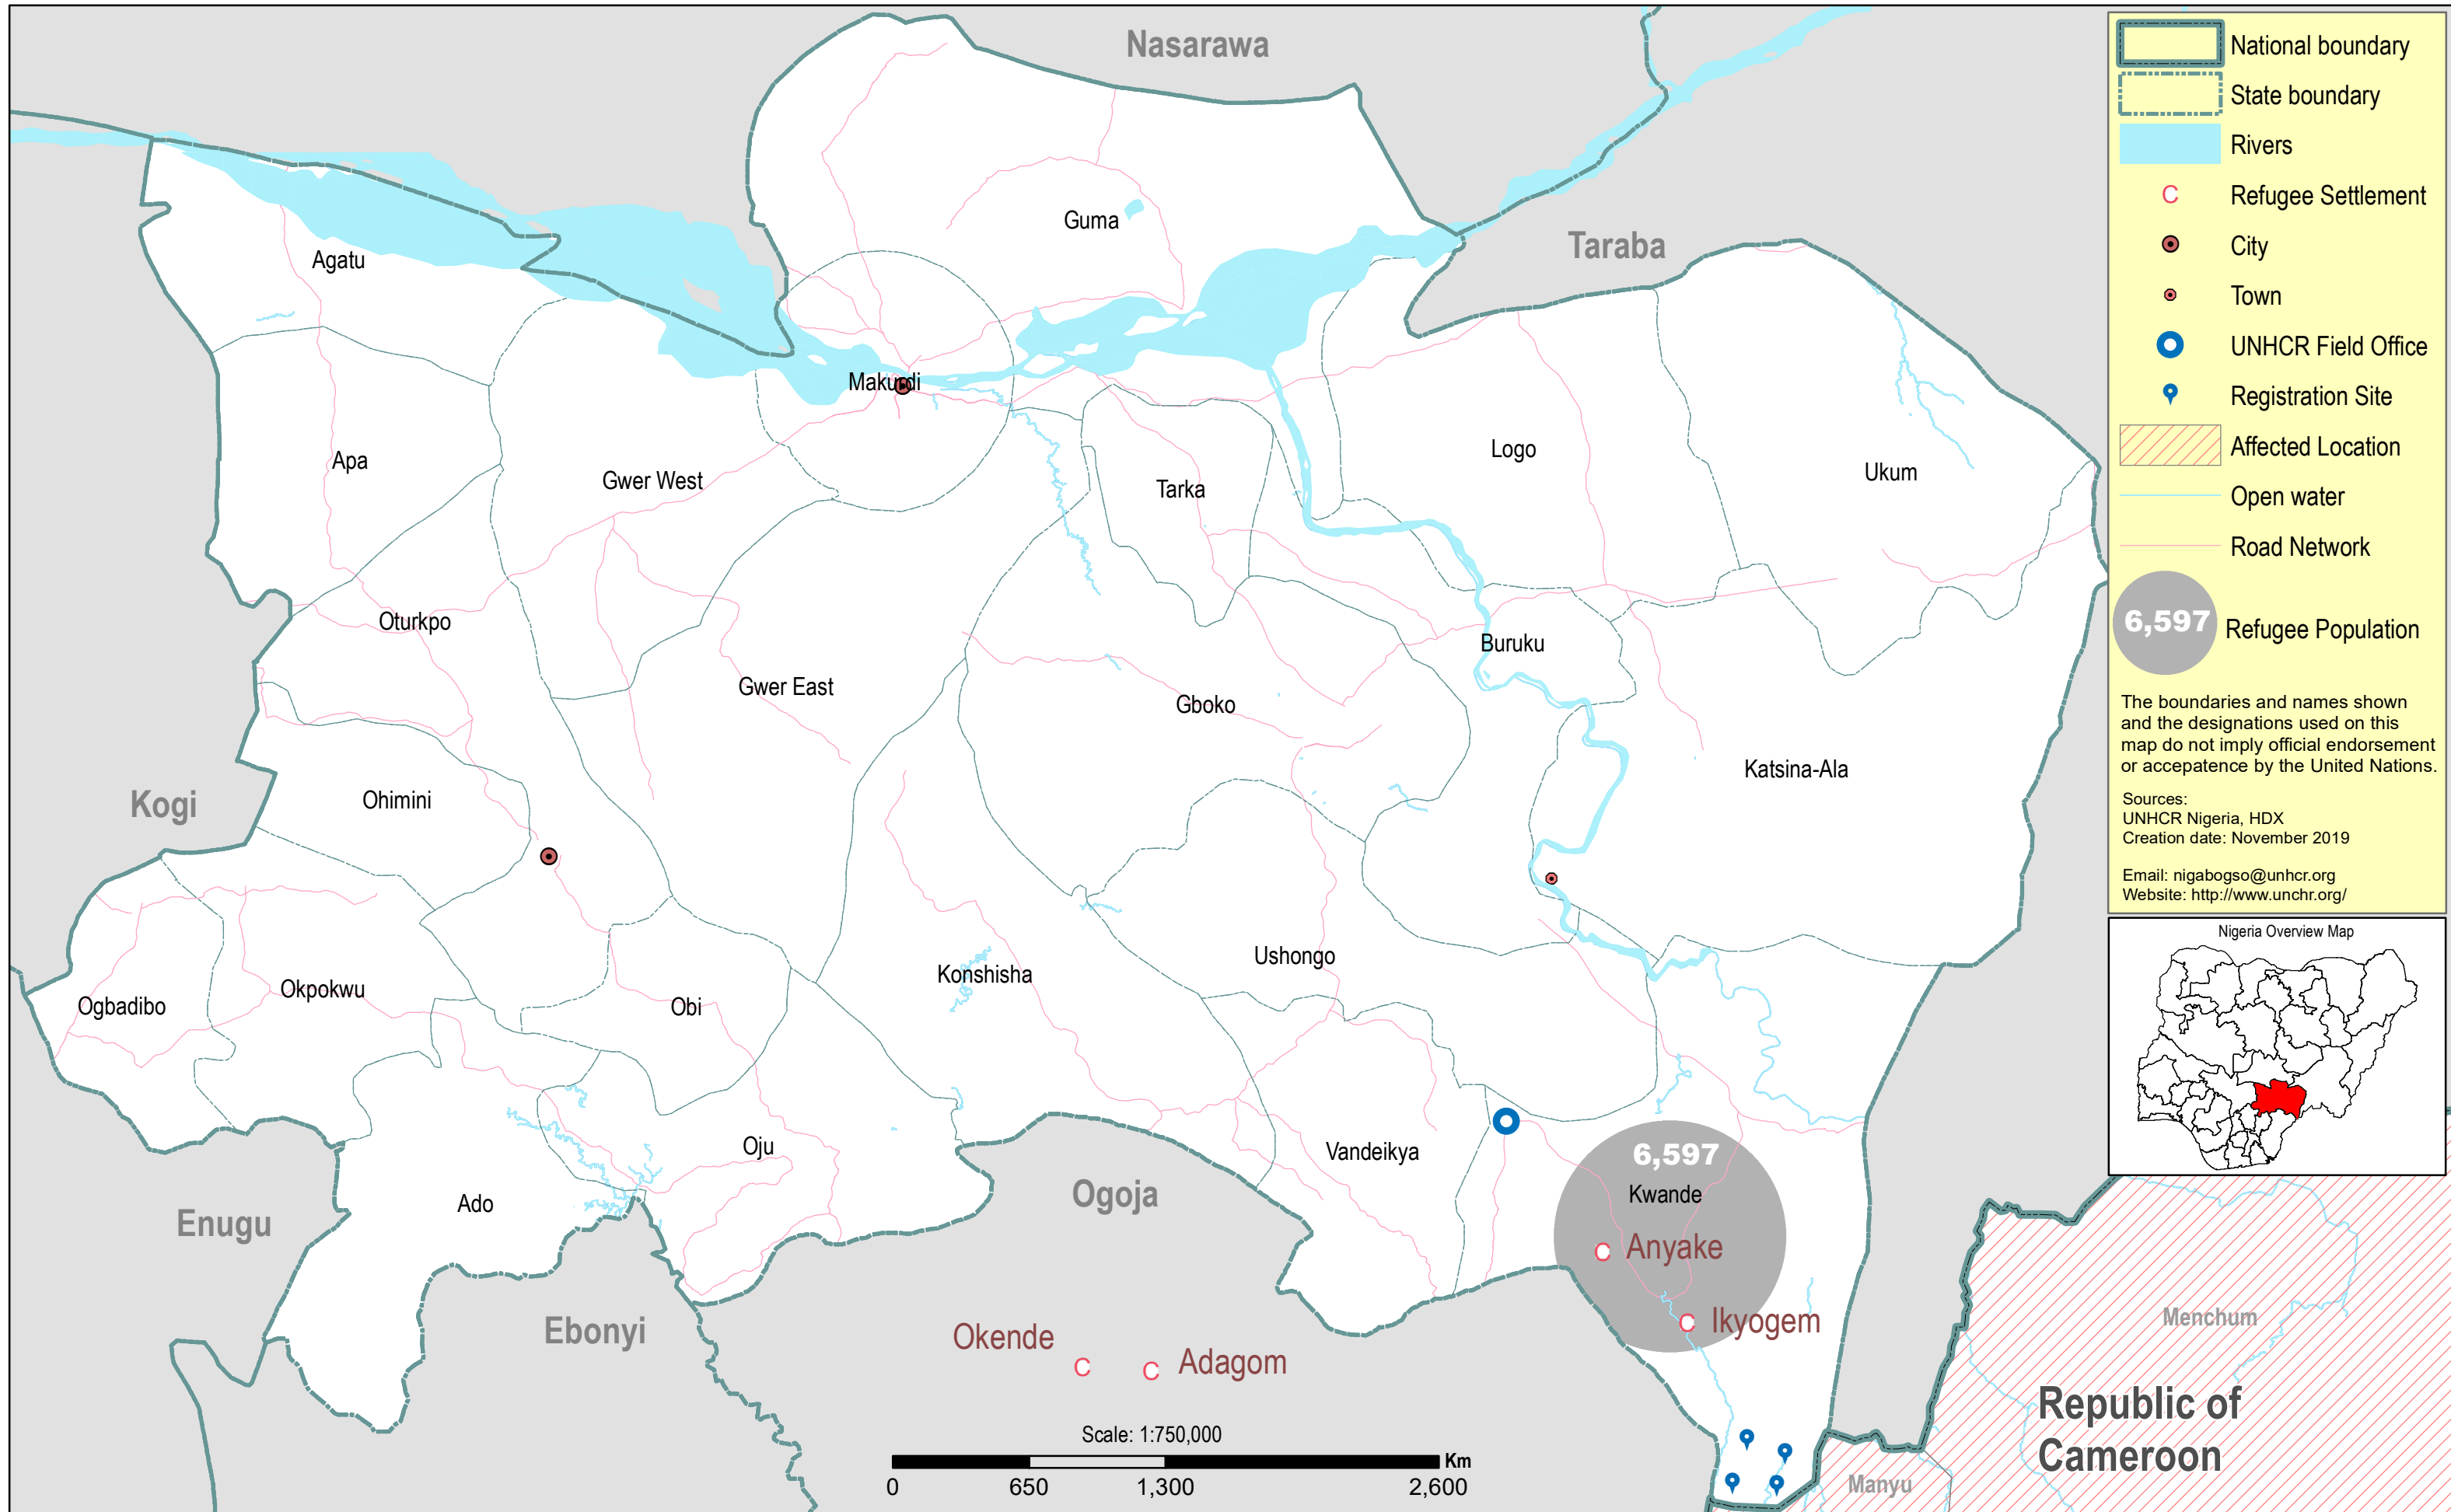 Nasarawa
Taraba
Guma
Agatu
Makurdi
Apa
Gwer West
Tarka
Logo
Ukum
Oturkpo
Buruku
Gwer East
Gboko
Katsina-Ala
Kogi
Ohimini
Ushongo
Konshisha
Ogbadibo
Okpokwu
Obi
Oju
Vandeikya
6,597
Kwande
Ado
Enugu
Ogoja
Anyake
Ikyogem
Ebonyi
Okende
Adagom
Menchum
Republic of
Cameroon
Manyu
Scale: 1:750,000
Km
0 650 1,300 2,600
National boundary
State boundary
Rivers
C Refugee Settlement
City
Town
UNHCR Field Office
Registration Site
Affected Location
Open water
Road Network
6,597 Refugee Population
The boundaries and names shown
and the designations used on this
map do not imply official endorsement
or accepatence by the United Nations.
Sources:
UNHCR Nigeria, HDX
Creation date: November 2019
Email: nigabogso@unhcr.org
Website: http://www.unchr.org/
Nigeria Overview Map